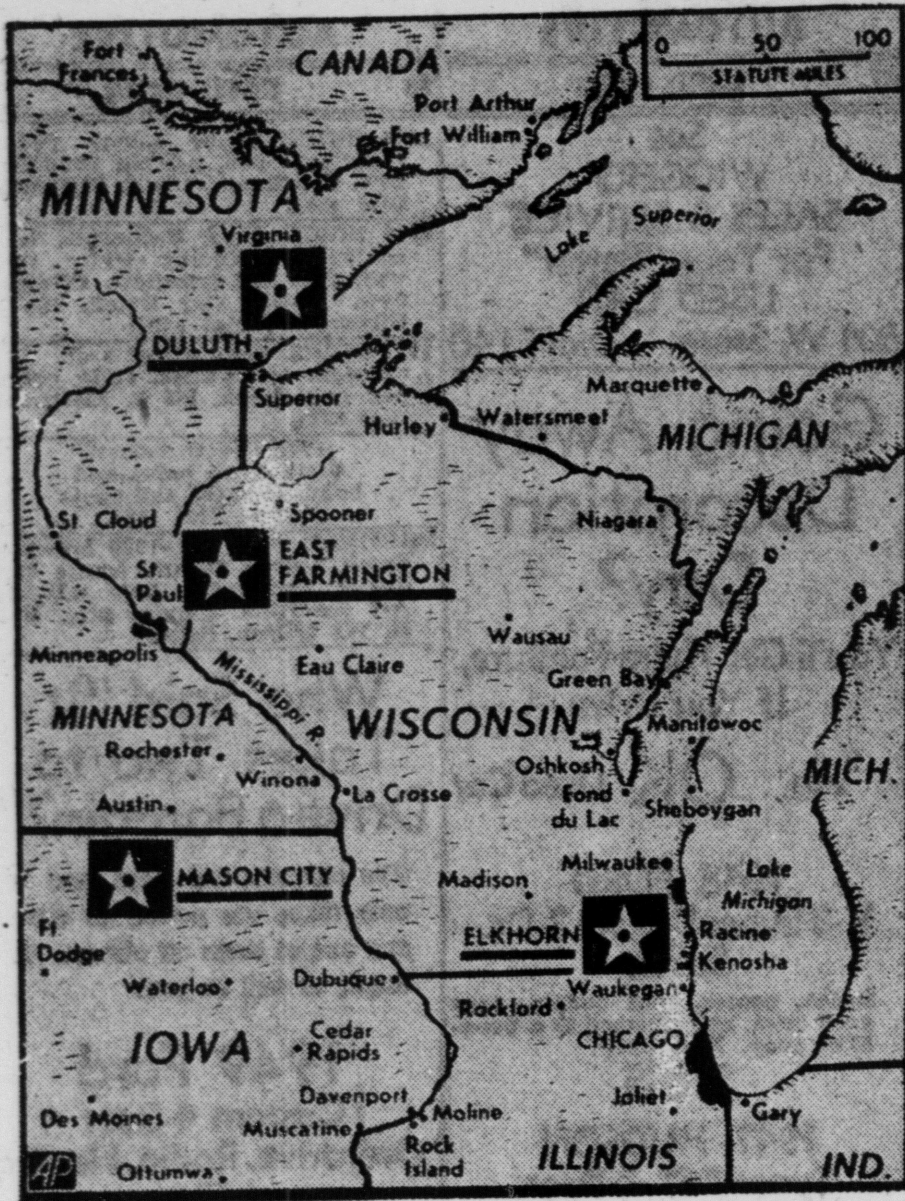 0 50 100
STATUTE MILES
Fort
Frances
CANADA
Port Arthur
Fort William
MINNESOTA
Virginia
Lake Superior
DULUTH
Superior
Marquette
Hurley
Watersmeet
MICHIGAN
Spooner
Niagara
St Cloud
EAST
FARMINGTON
St.
Paul
Wausau
Minneapolis
Eau Claire
Mississippi R.
Green Bay
MINNESOTA
WISCONSIN
Manitowoc
Rochester
Oshkosh
MICH.
Winona
La Crosse
Fond
du Lac
Sheboygan
Austin
Milwaukee
MASON CITY
Madison
Lake
Michigan
ELKHORN
Racine
Ft.
Dodge
Kenosha
Waterloo
Dubuque
Waukegan
Rockford
IOWA
Cedar
Rapids
CHICAGO
Davenport
Moline
Joliet
Gary
Des Moines
Muscatine
Rock
Island
ILLINOIS
IND.
AP
Ottumwa